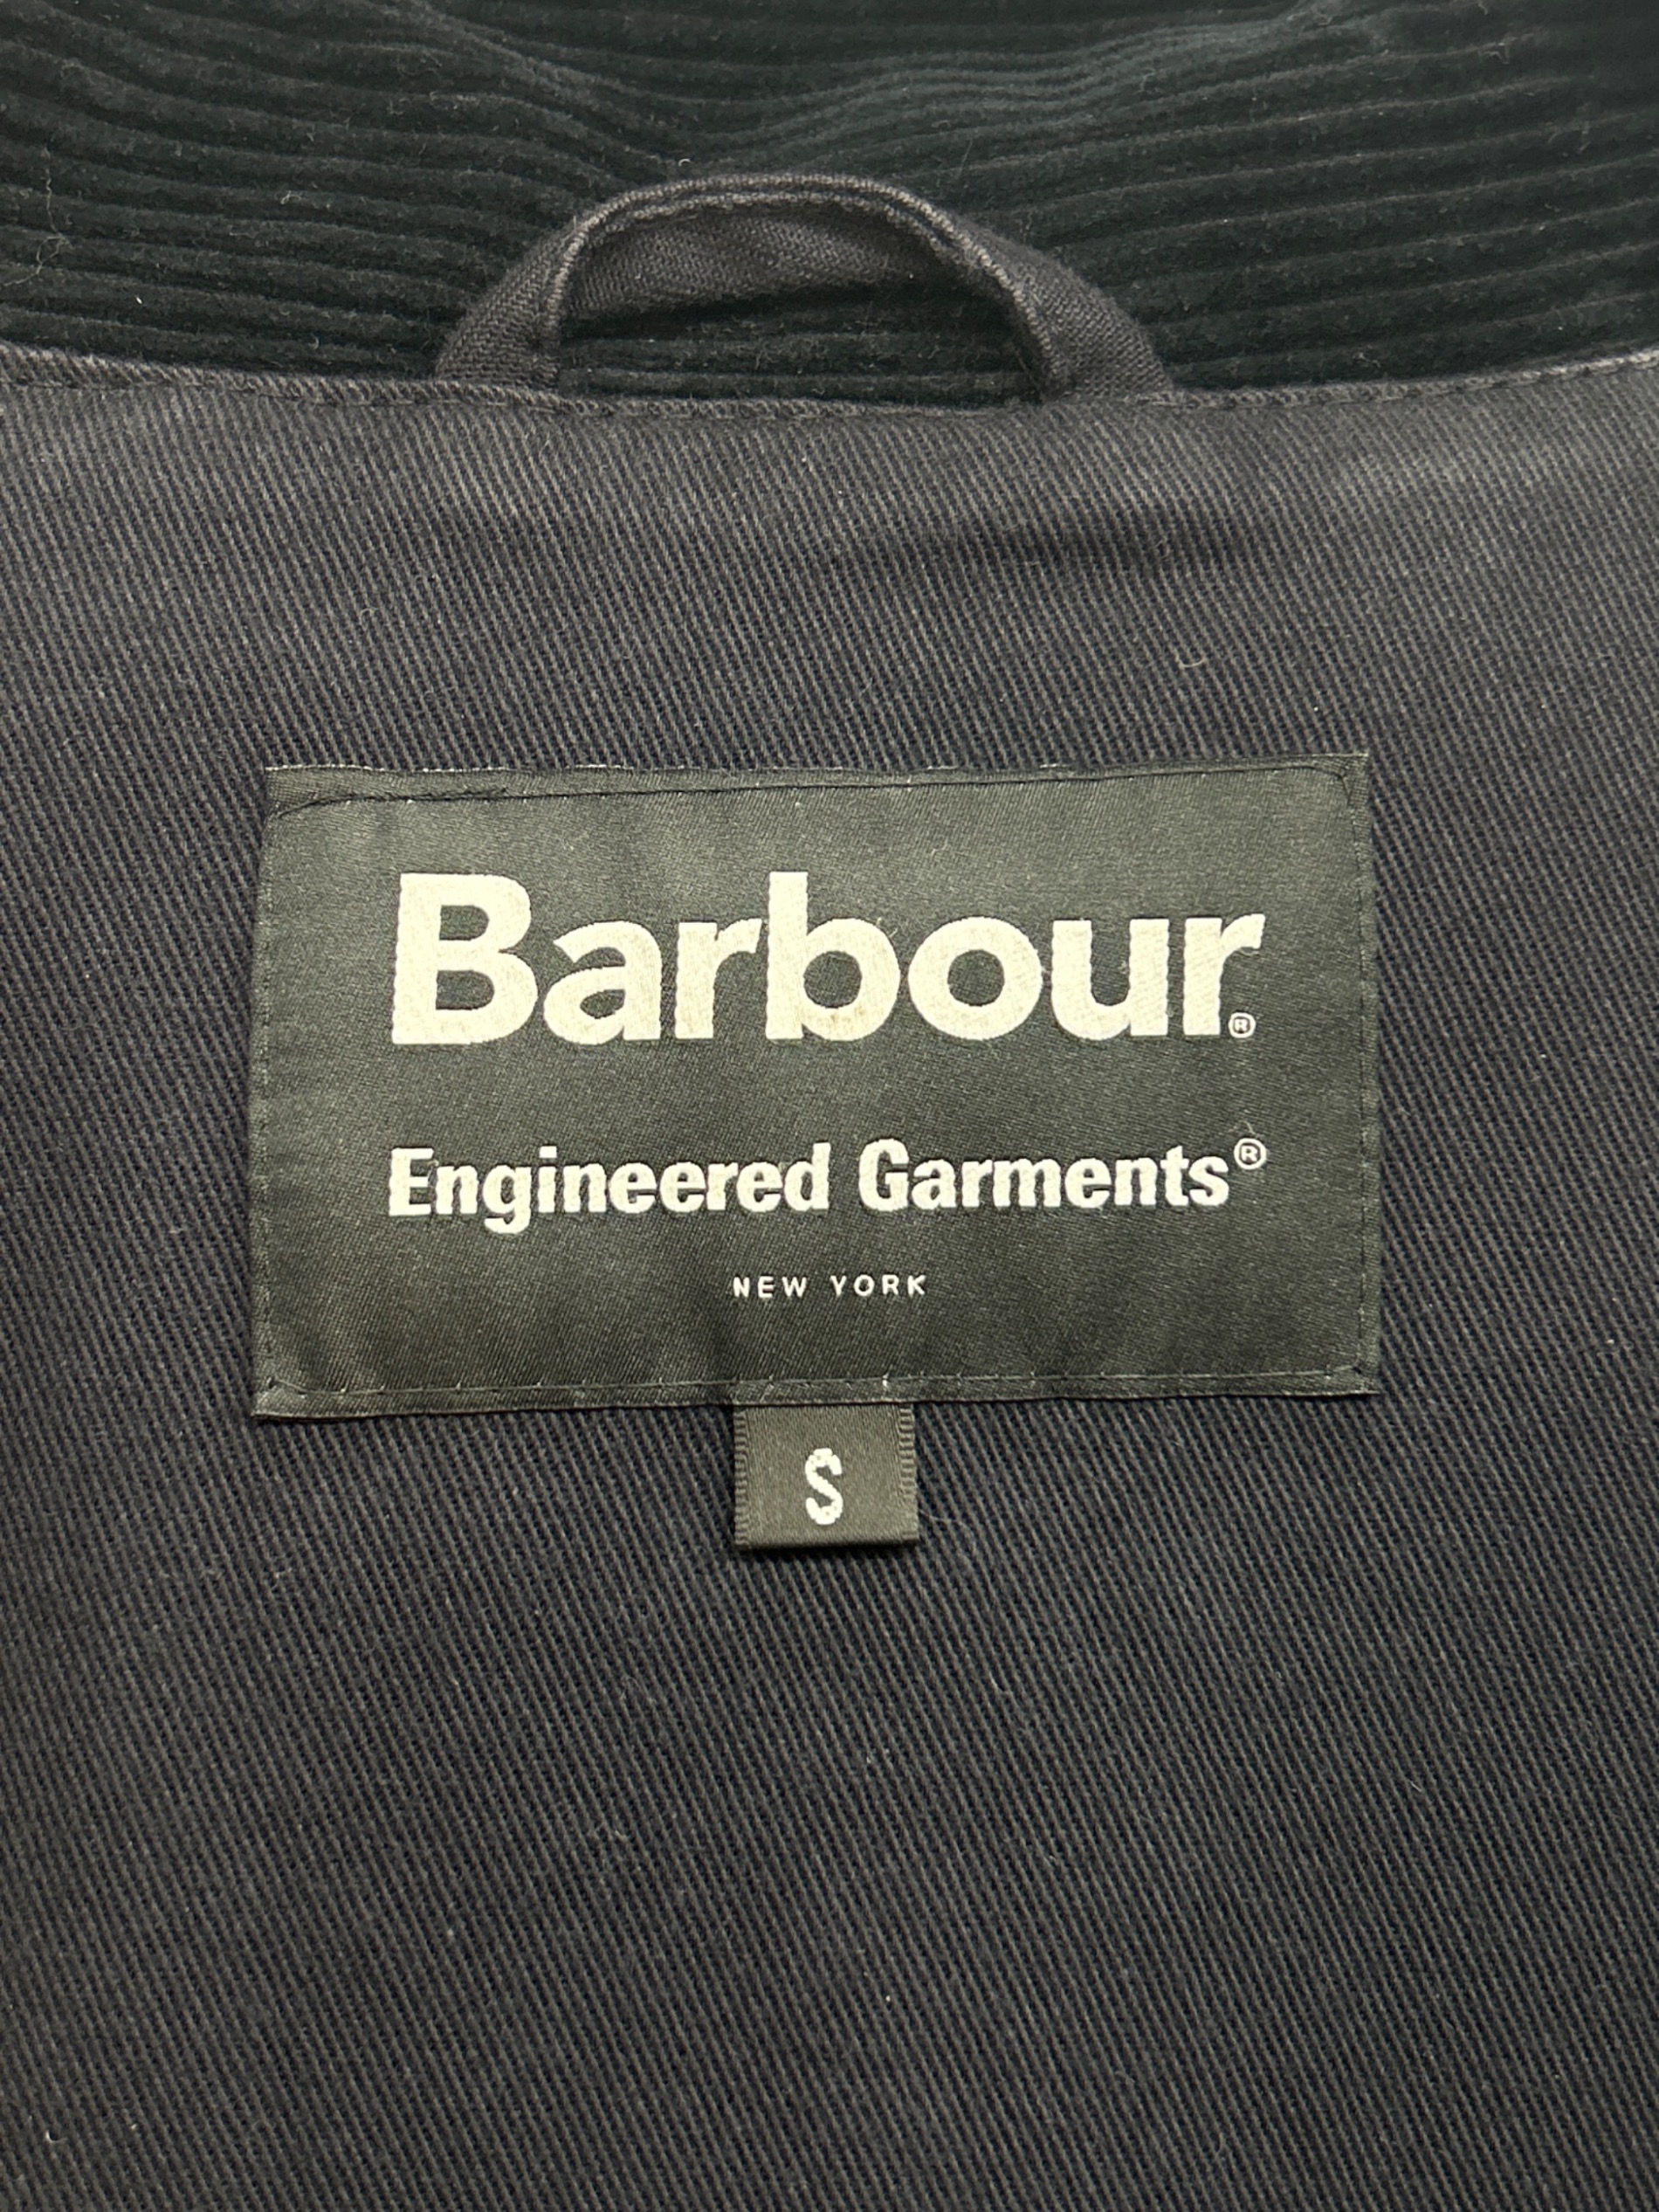 Barbour®
Engineered Garments®
NEW YORK
S